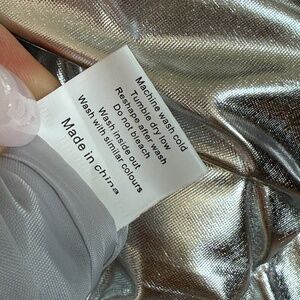 Machine wash cold
Tumble dry low
Reshape after wash
Do not bleach
Wash inside out
Wash with similar colours
Made in china